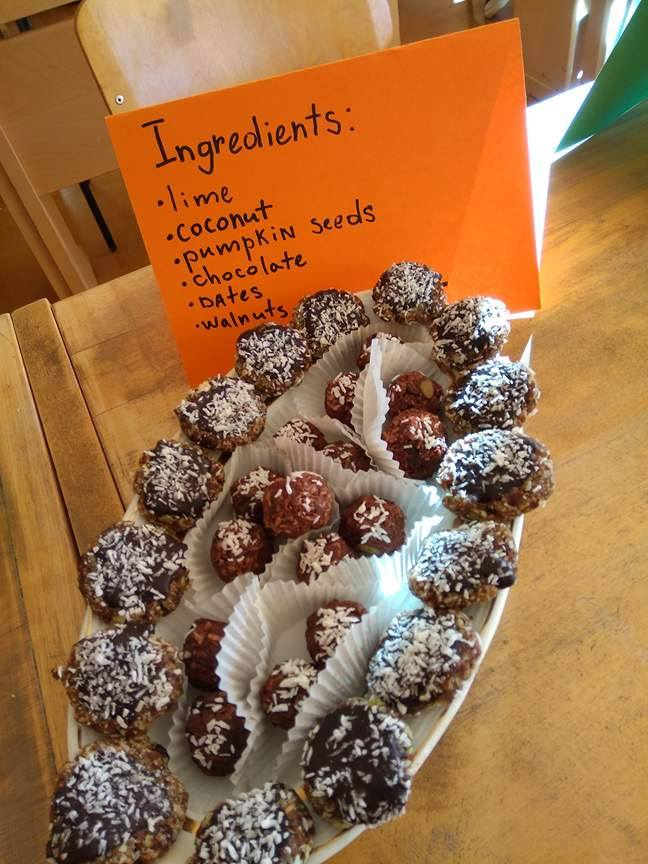 Ingredients:
•lime
•coconut
•pumpkin seeds
•chocolate
•DAtes
•walnuts